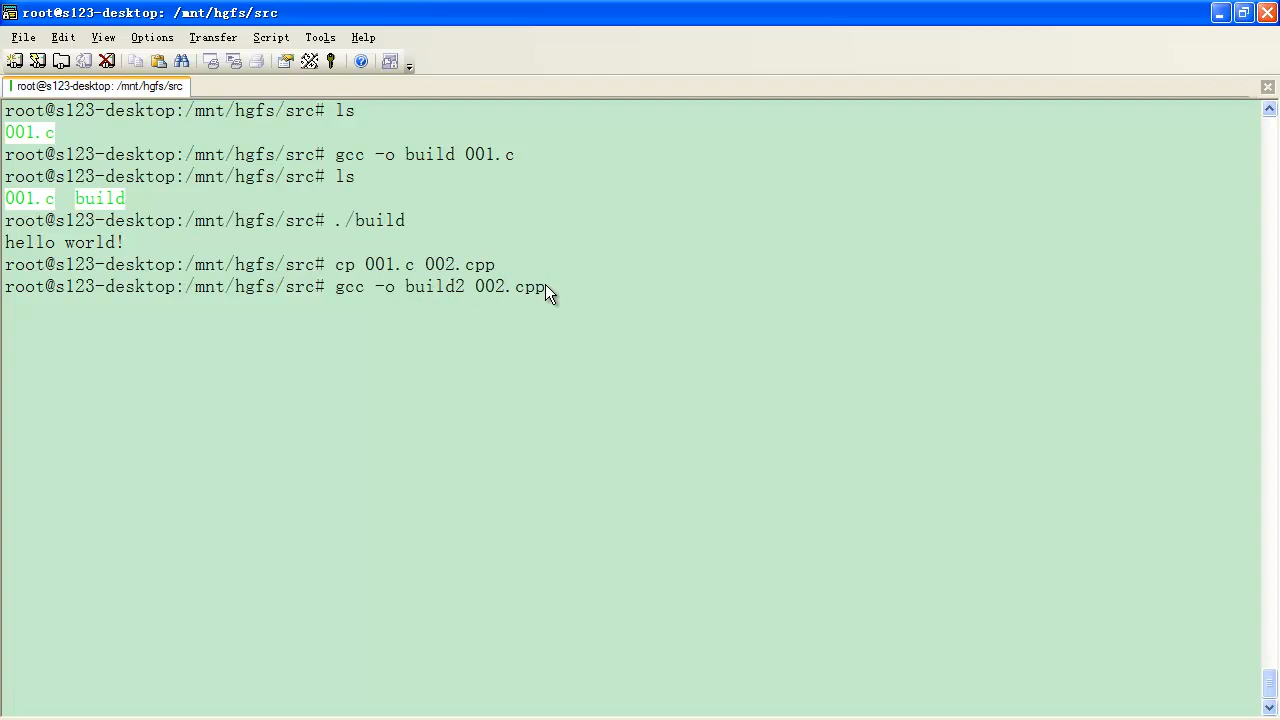 root@s123-desktop: /mnt/hgfs/src
File Edit View Options Transfer Script Tools Help
root@s123-desktop: /mnt/hgfs/src
root@s123-desktop:/mnt/hgfs/src# ls
001.c
root@s123-desktop:/mnt/hgfs/src# gcc -o build 001.c
root@s123-desktop:/mnt/hgfs/src# ls
001.c build
root@s123-desktop:/mnt/hgfs/src# ./build
hello world!
root@s123-desktop:/mnt/hgfs/src# cp 001.c 002.cpp
root@s123-desktop:/mnt/hgfs/src# gcc -o build2 002.cpp